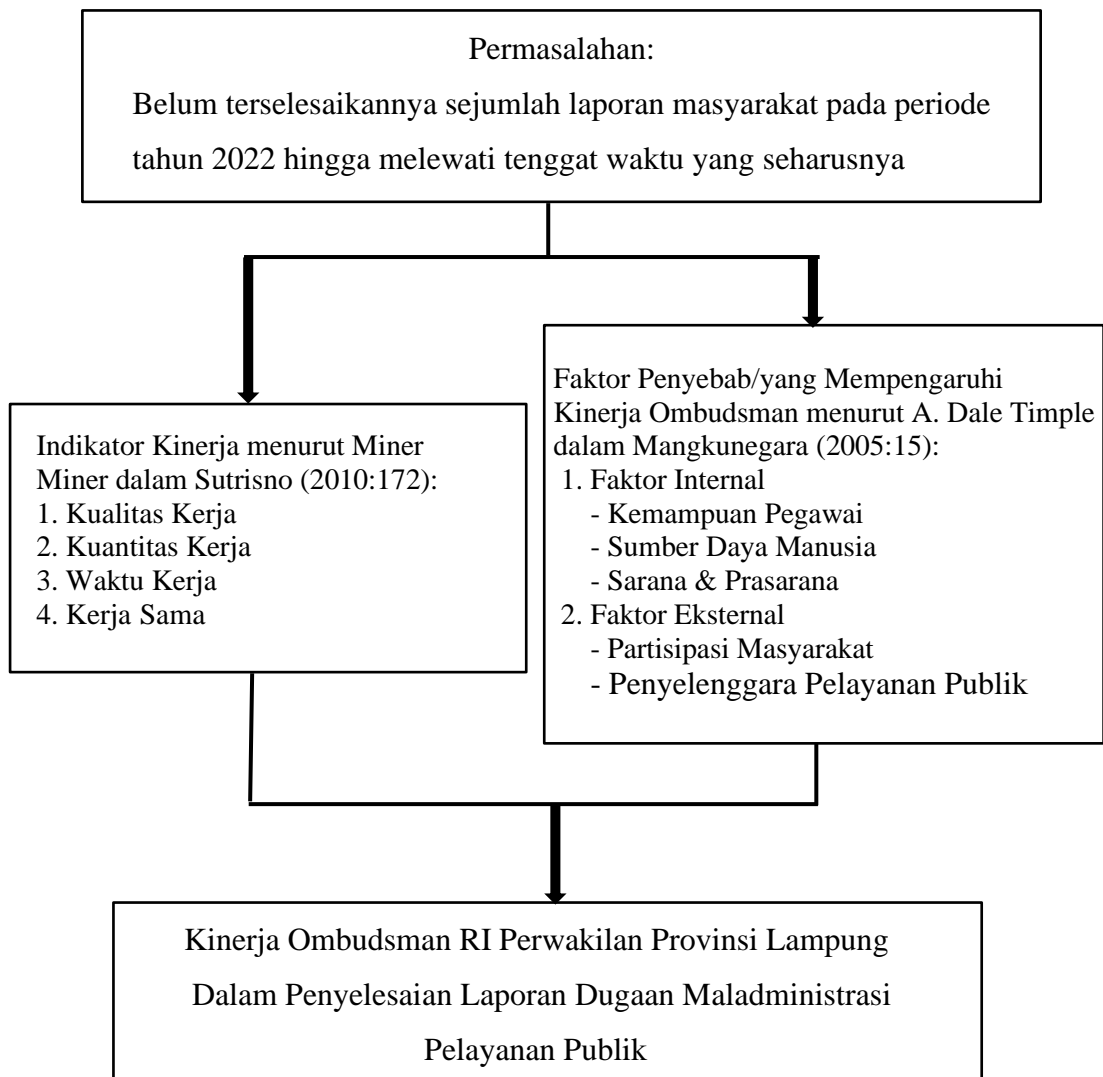 Permasalahan:
Belum terselesaikannya sejumlah laporan masyarakat pada periode
tahun 2022 hingga melewati tenggat waktu yang seharusnya
Indikator Kinerja menurut Miner
Miner dalam Sutrisno (2010:172):
1. Kualitas Kerja
2. Kuantitas Kerja
3. Waktu Kerja
4. Kerja Sama
Faktor Penyebab/yang Mempengaruhi
Kinerja Ombudsman menurut A. Dale Timple
dalam Mangkunegara (2005:15):
1. Faktor Internal
- Kemampuan Pegawai
- Sumber Daya Manusia
- Sarana & Prasarana
2. Faktor Eksternal
- Partisipasi Masyarakat
- Penyelenggara Pelayanan Publik
Kinerja Ombudsman RI Perwakilan Provinsi Lampung
Dalam Penyelesaian Laporan Dugaan Maladministrasi
Pelayanan Publik